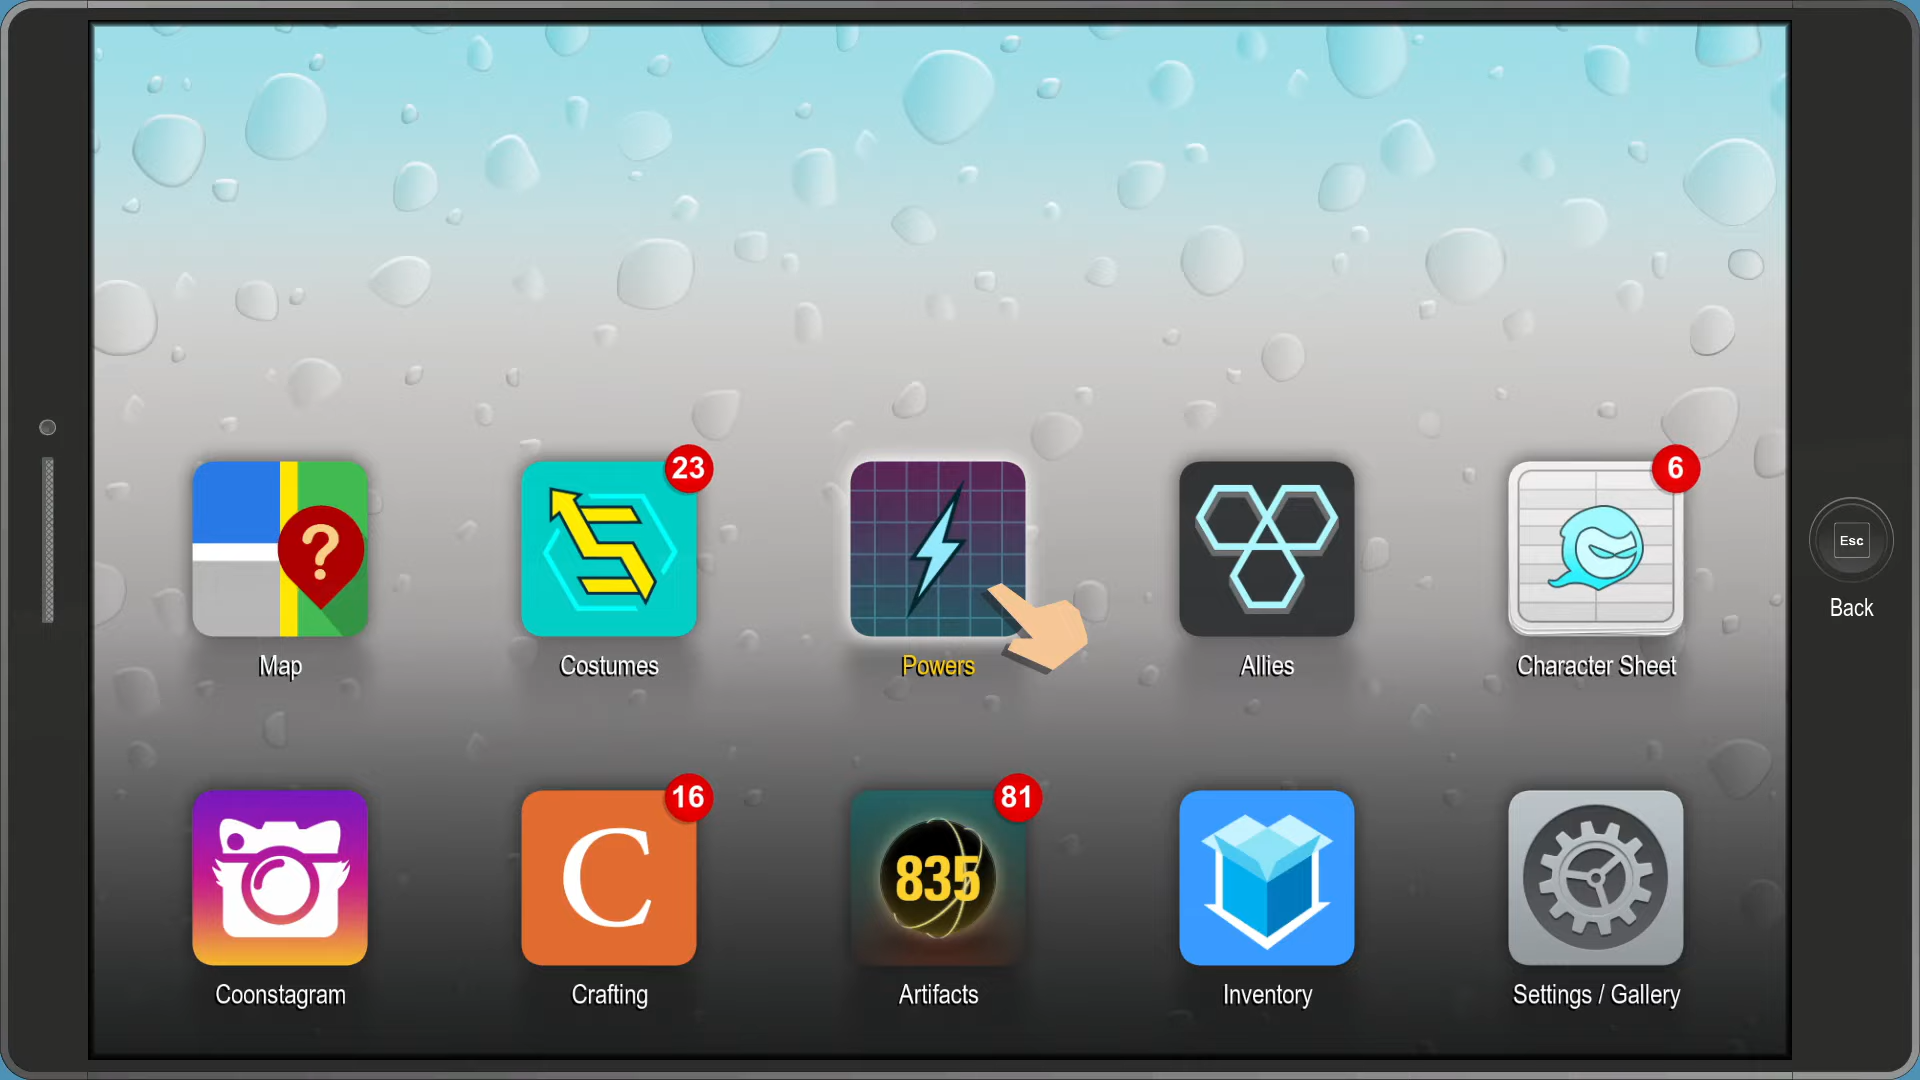 23
6
?
Map
Costumes
Powers
Allies
Character Sheet
Esc
Back
16
81
C
835
Coonstagram
Crafting
Artifacts
Inventory
Settings / Gallery